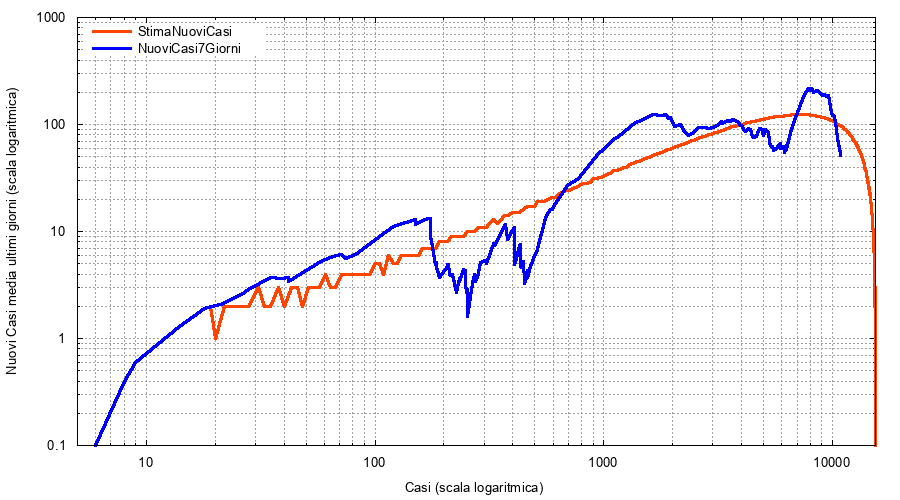 1000
100
10
1
0.1
StimaNuoviCasi
NuoviCasi7Giorni
Nuovi Casi media ultimi giorni (scala logaritmica)
10 100 1000 10000
Casi (scala logaritmica)